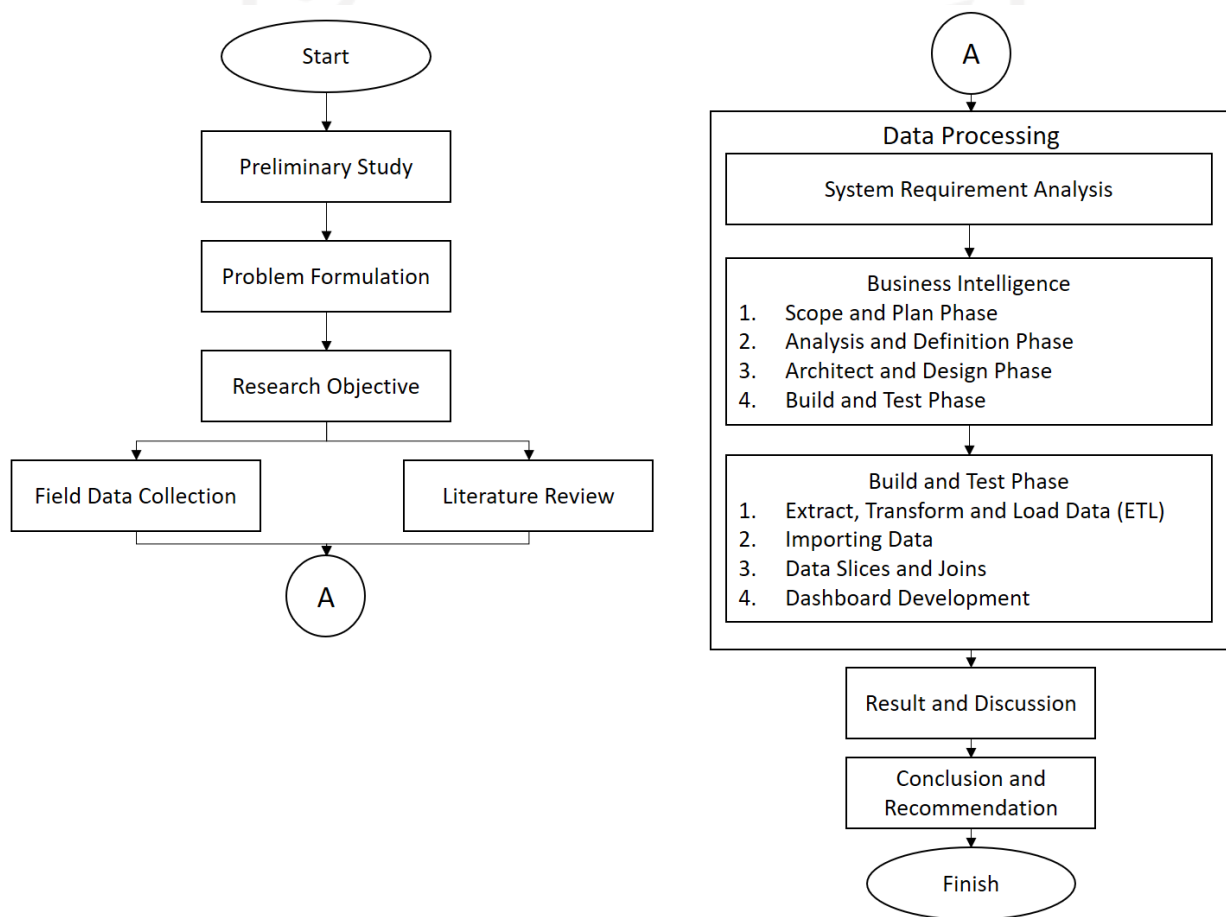 Start
Preliminary Study
Problem Formulation
Research Objective
Field Data Collection
Literature Review
A
A
Data Processing
System Requirement Analysis
Business Intelligence
1. Scope and Plan Phase
2. Analysis and Definition Phase
3. Architect and Design Phase
4. Build and Test Phase
Build and Test Phase
1. Extract, Transform and Load Data (ETL)
2. Importing Data
3. Data Slices and Joins
4. Dashboard Development
Result and Discussion
Conclusion and
Recommendation
Finish